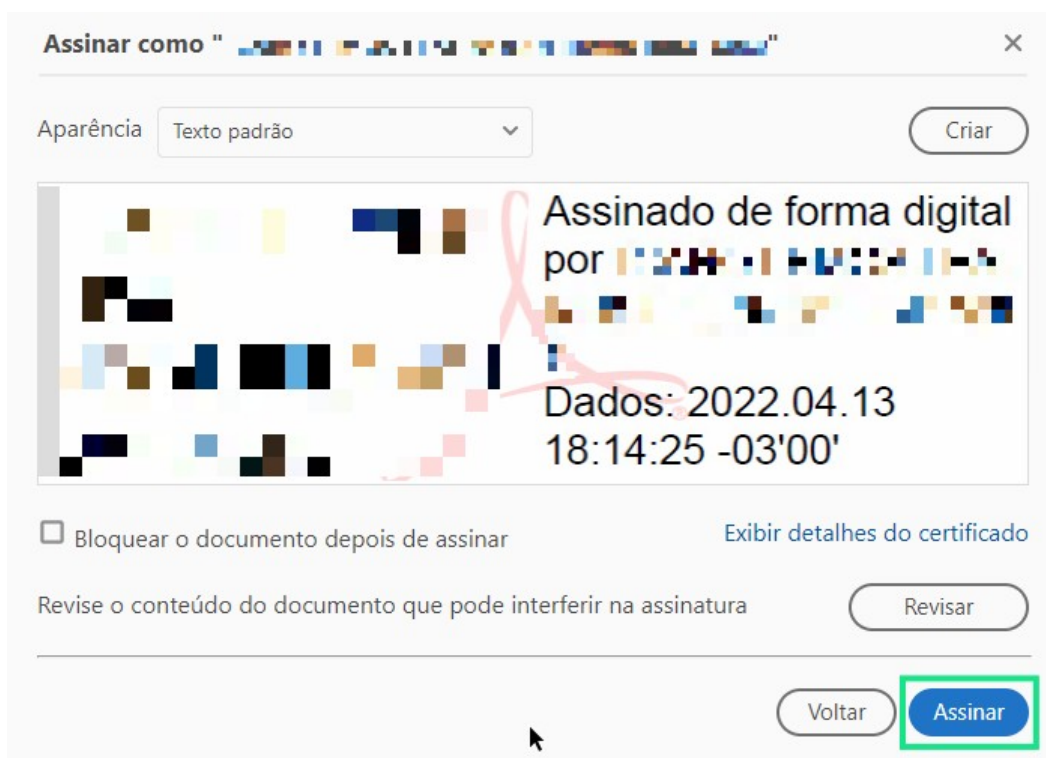 Assinar como " "
Aparência Texto padrão Criar
Assinado de forma digital
por
Dados: 2022.04.13
18:14:25 -03'00'
Bloquear o documento depois de assinar Exibir detalhes do certificado
Revise o conteúdo do documento que pode interferir na assinatura Revisar
Voltar Assinar